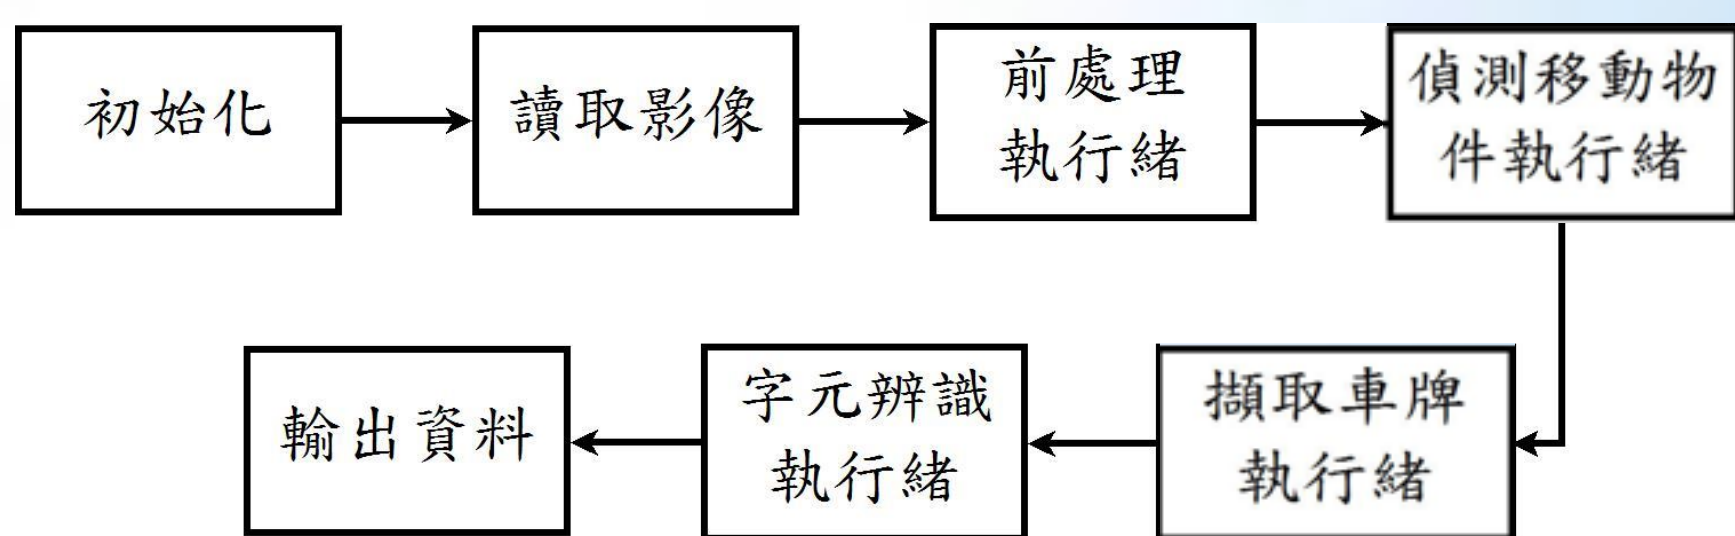 初始化
讀取影像
前處理
執行緒
偵測移動物
件執行緒
擷取車牌
執行緒
字元辨識
執行緒
輸出資料